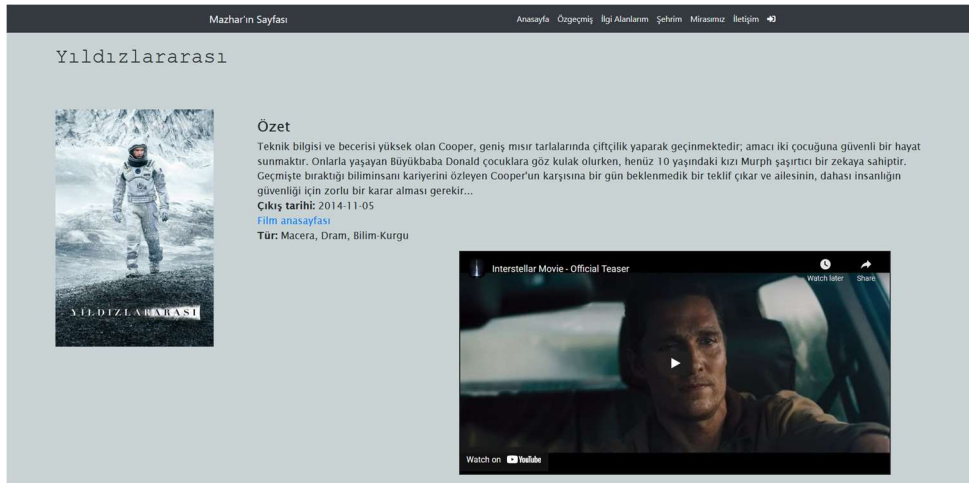 Mazhar'ın Sayfası
Anasayfa Özgeçmiş İlgi Alanlarım Şehrim Mirasımız İletişim
Yıldızlararası
YILDIZLARARASI
Özet
Teknik bilgisi ve becerisi yüksek olan Cooper, geniş mısır tarlalarında çiftçilik yaparak geçinmektedir; amacı iki çocuğuna güvenli bir hayat
sunmaktır. Onlarla yaşayan Büyükbaba Donald çocuklara göz kulak olurken, henüz 10 yaşındaki kızı Murph şaşırtıcı bir zekaya sahiptir.
Geçmişte bıraktığı biliminsanı kariyerini özleyen Cooper'un karşısına bir gün beklenmedik bir teklif çıkar ve ailesinin, dahası insanlığın
güvenliği için zorlu bir karar alması gerekir...
Çıkış tarihi: 2014-11-05
Film anasayfası
Tür: Macera, Dram, Bilim-Kurgu
Interstellar Movie - Official Teaser
Watch later Share
Watch on YouTube